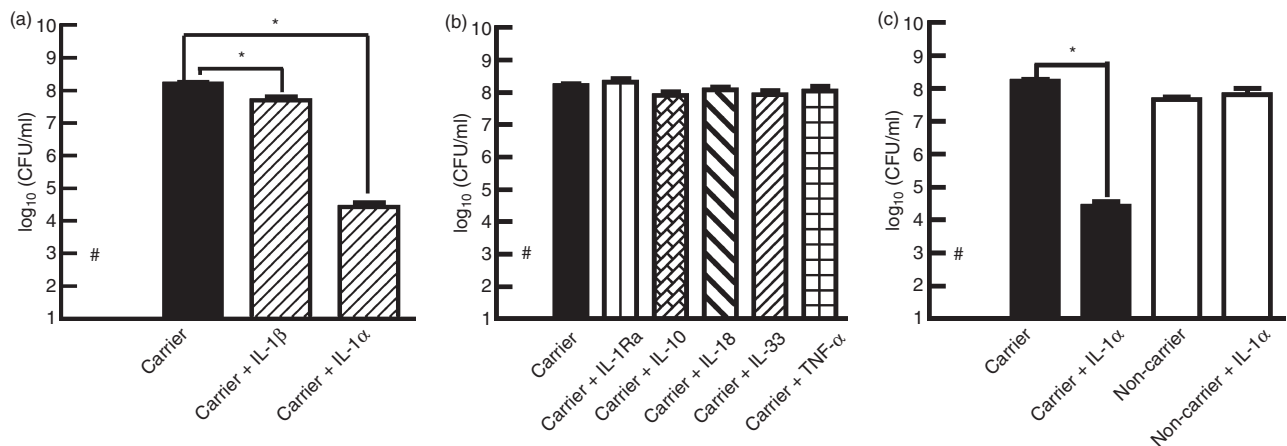 (a)
10
9
8
7
6
5
4
3
2
1
log10 (CFU/ml)
*
*
#
Carrier
Carrier + IL-1β
Carrier + IL-1α
(b)
10
9
8
7
6
5
4
3
2
1
log10 (CFU/ml)
#
Carrier
Carrier + IL-1Ra
Carrier + IL-10
Carrier + IL-18
Carrier + IL-33
Carrier + TNF-α
(c)
10
9
8
7
6
5
4
3
2
1
log10 (CFU/ml)
*
#
Carrier
Carrier + IL-1α
Non-carrier
Non-carrier + IL-1α